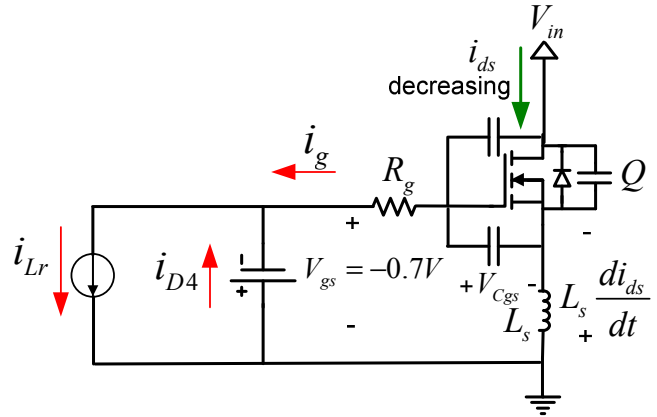 V_in
i_ds
decreasing
i_g
R_g
Q
+
-
i_Lr
i_D4
-
+
V_gs = -0.7V
+ V_Cgs -
-
L_s
L_s di_ds/dt
+